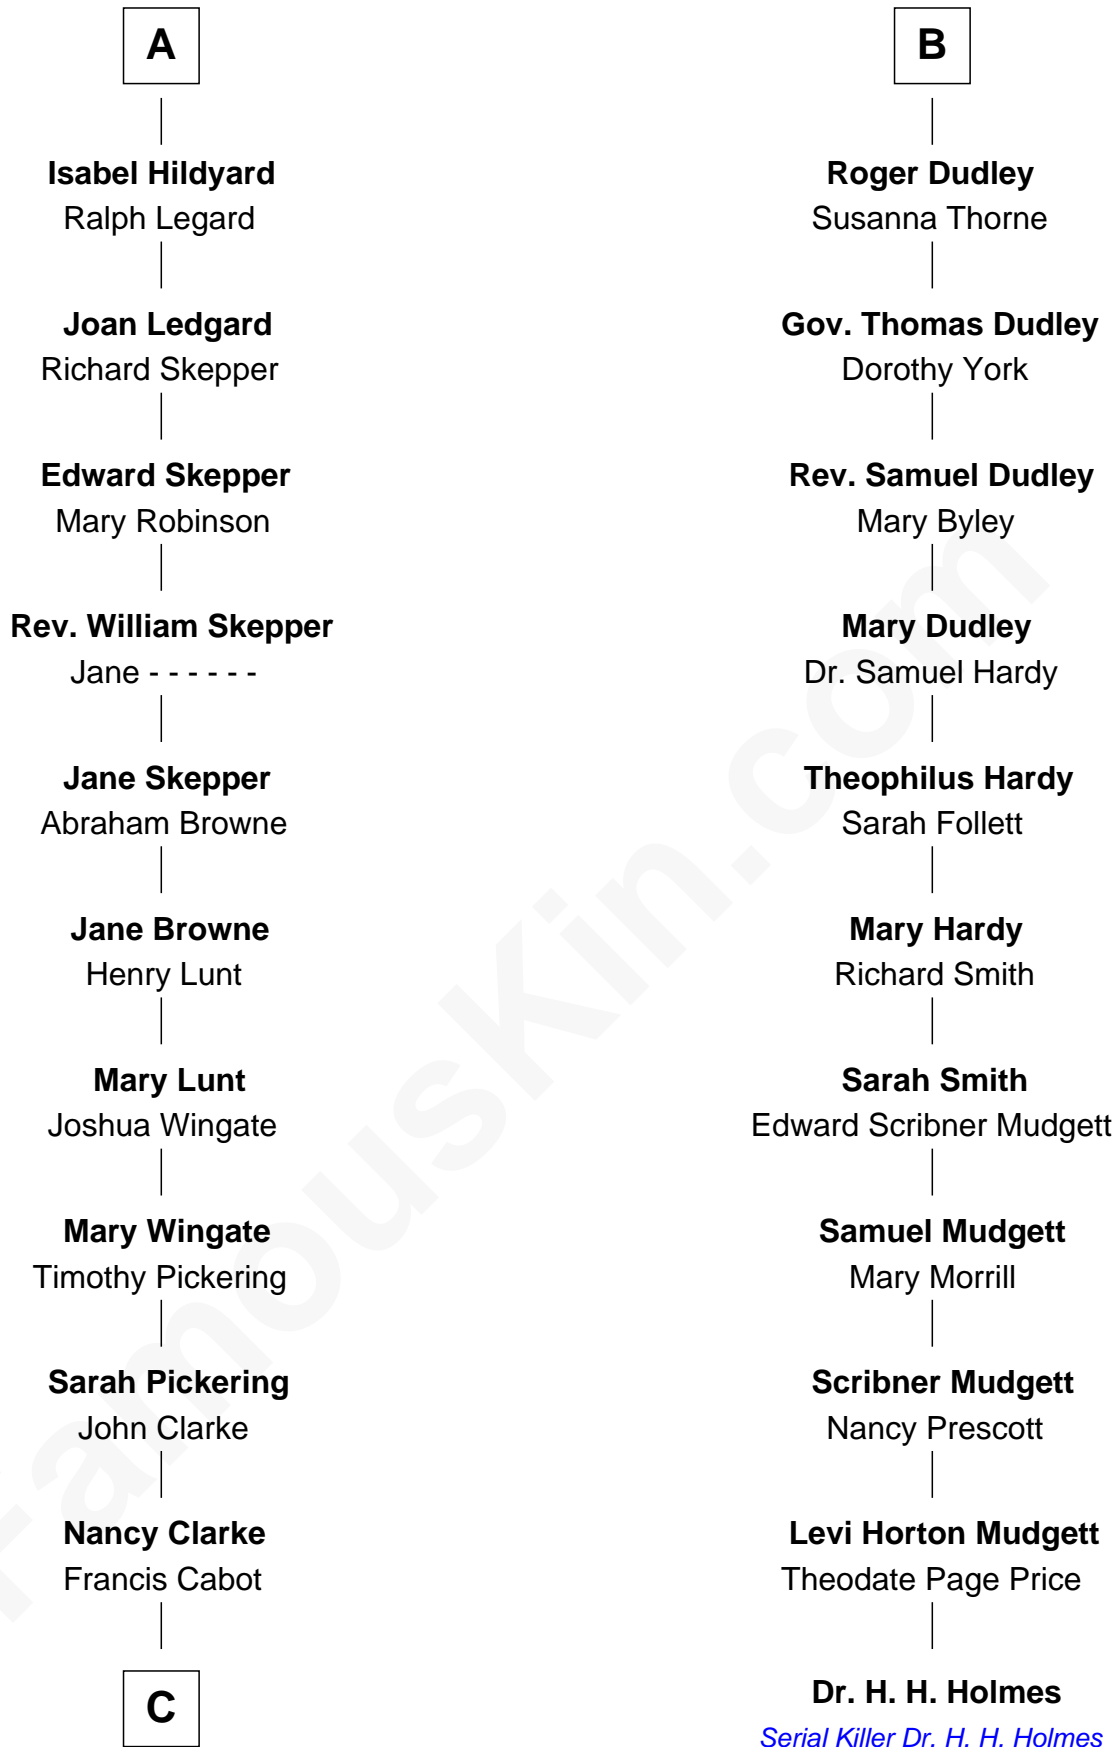 A
Isabel Hildyard
Ralph Legard
Joan Ledgard
Richard Skepper
Edward Skepper
Mary Robinson
Rev. William Skepper
Jane - - - - - -
Jane Skepper
Abraham Browne
Jane Browne
Henry Lunt
Mary Lunt
Joshua Wingate
Mary Wingate
Timothy Pickering
Sarah Pickering
John Clarke
Nancy Clarke
Francis Cabot
C
B
Roger Dudley
Susanna Thorne
Gov. Thomas Dudley
Dorothy York
Rev. Samuel Dudley
Mary Byley
Mary Dudley
Dr. Samuel Hardy
Theophilus Hardy
Sarah Follett
Mary Hardy
Richard Smith
Sarah Smith
Edward Scribner Mudgett
Samuel Mudgett
Mary Morrill
Scribner Mudgett
Nancy Prescott
Levi Horton Mudgett
Theodate Page Price
Dr. H. H. Holmes
Serial Killer Dr. H. H. Holmes
FamousKin.com